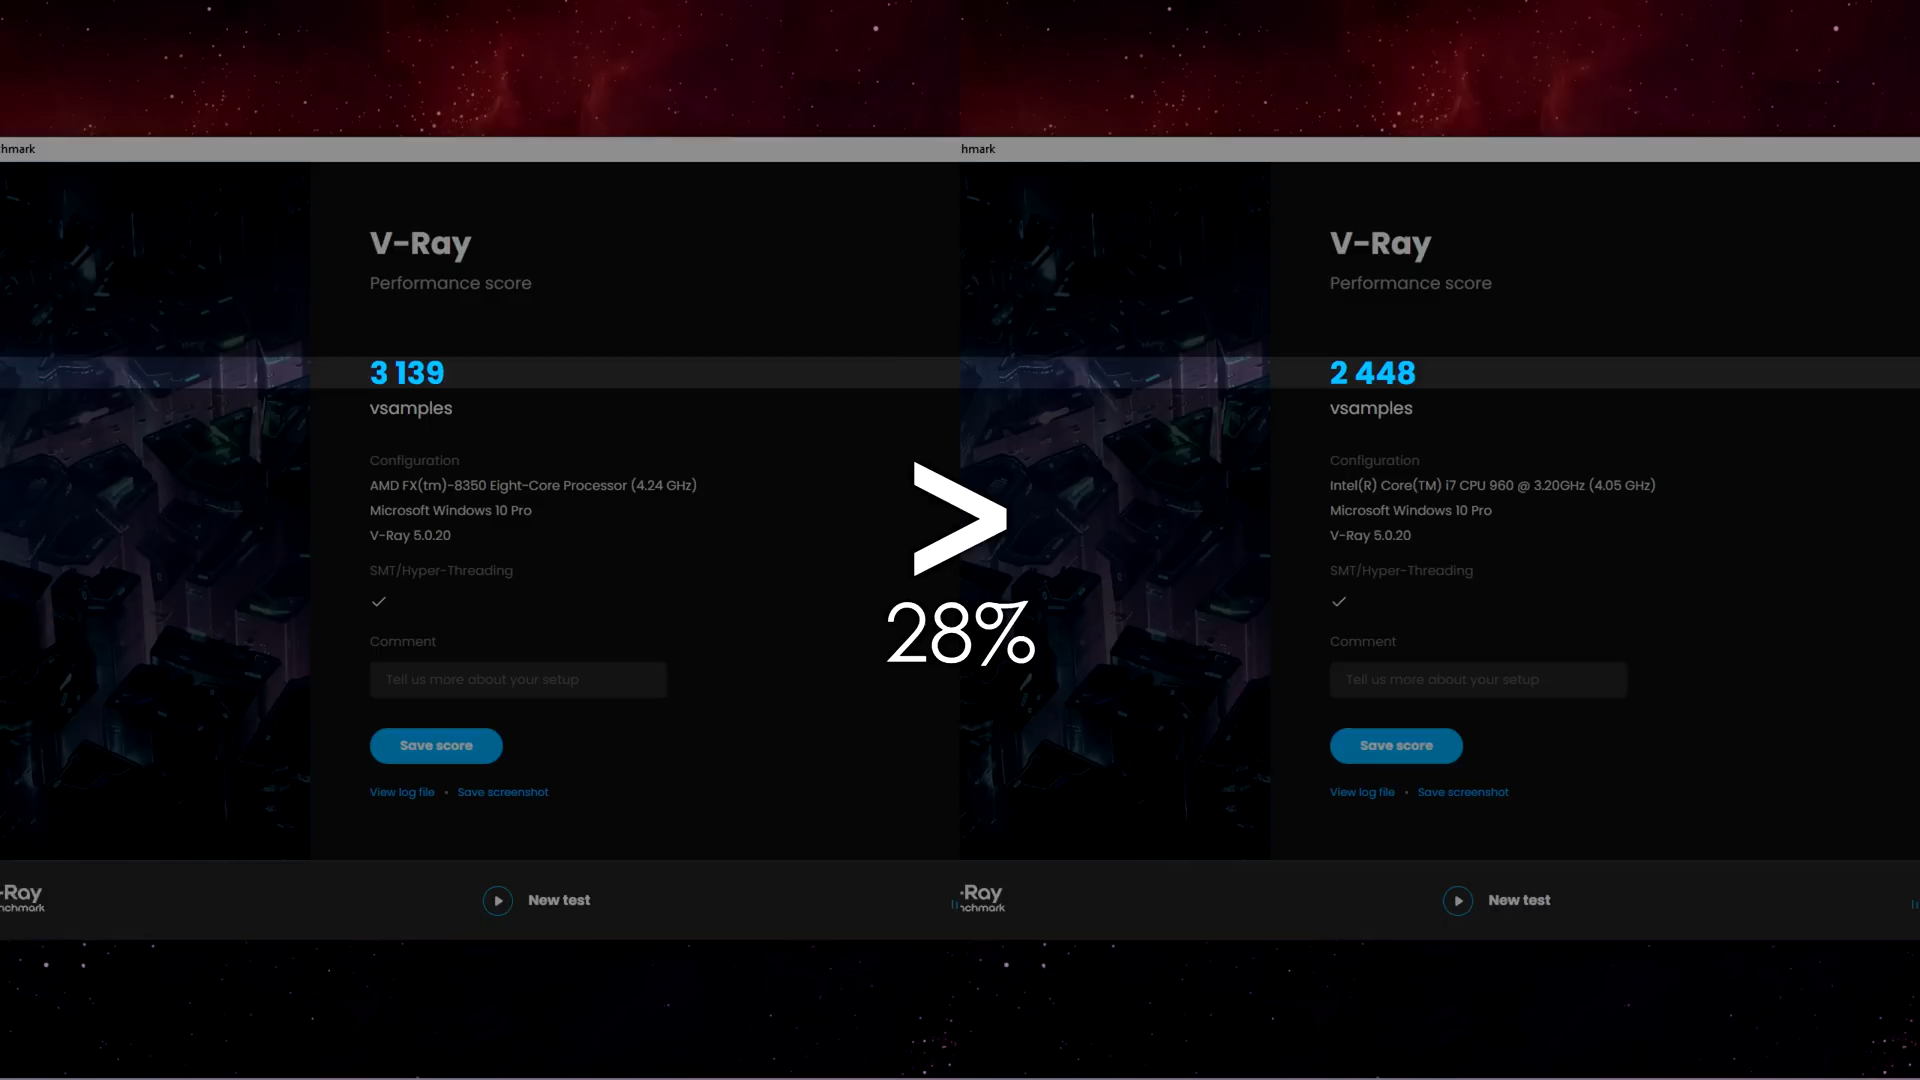 hmark
V-Ray
Performance score
3 139
vsamples
Configuration
AMD FX(tm)-8350 Eight-Core Processor (4.24 GHz)
Microsoft Windows 10 Pro
V-Ray 5.0.20
SMT/Hyper-Threading
Comment
Tell us more about your setup
Save score
View log file • Save screenshot
-Ray
nchmark
New test
>
28%
hmark
V-Ray
Performance score
2 448
vsamples
Configuration
Intel(R) Core(TM) i7 CPU 960 @ 3.20GHz (4.05 GHz)
Microsoft Windows 10 Pro
V-Ray 5.0.20
SMT/Hyper-Threading
Comment
Tell us more about your setup
Save score
View log file • Save screenshot
-Ray
nchmark
New test